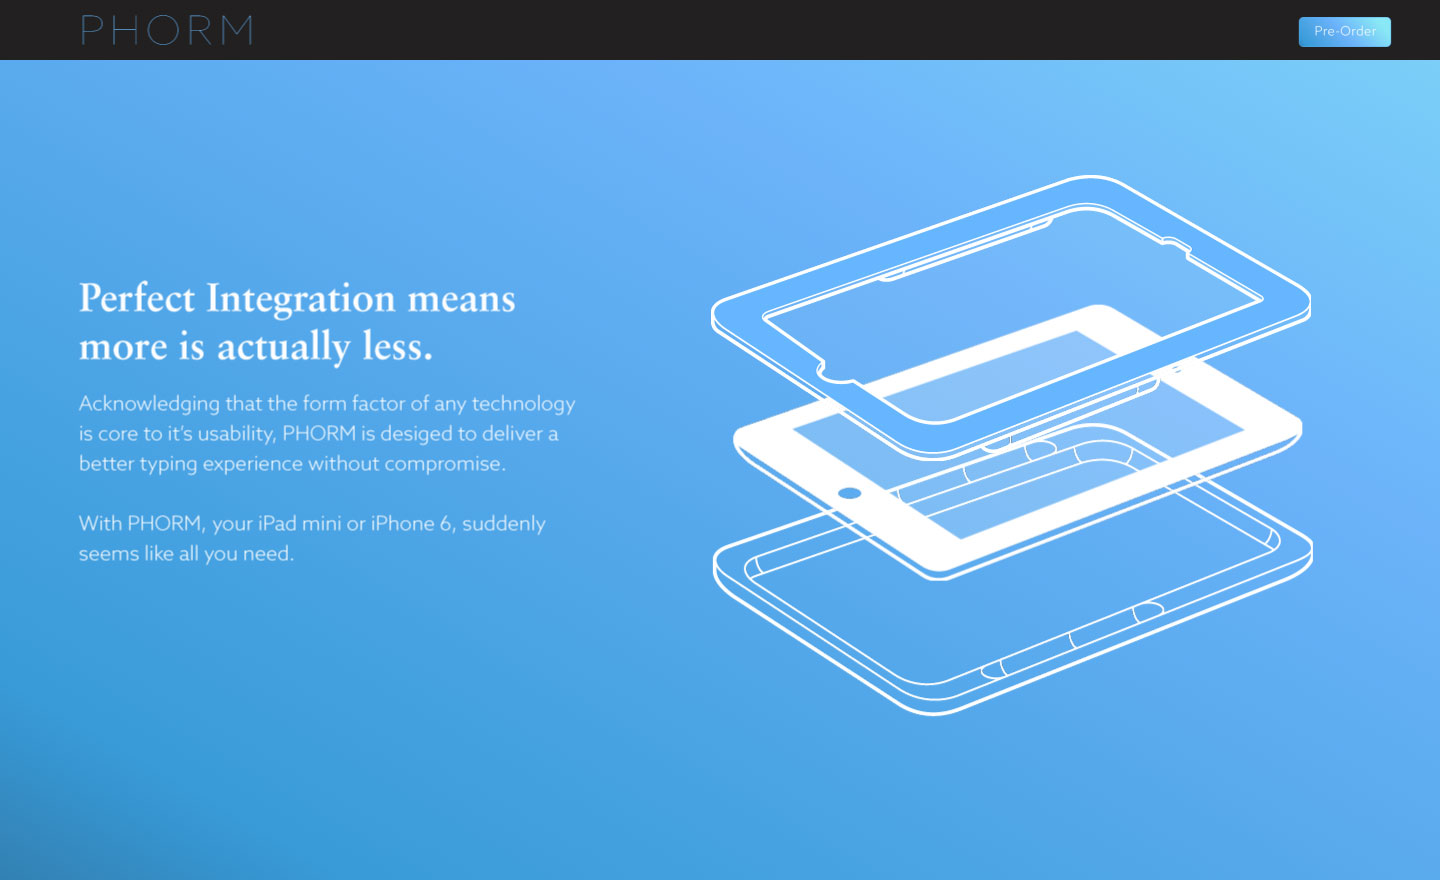 PHORM
Pre-Order
Perfect Integration means
more is actually less.
Acknowledging that the form factor of any technology
is core to it's usability, PHORM is desiged to deliver a
better typing experience without compromise.
With PHORM, your iPad mini or iPhone 6, suddenly
seems like all you need.